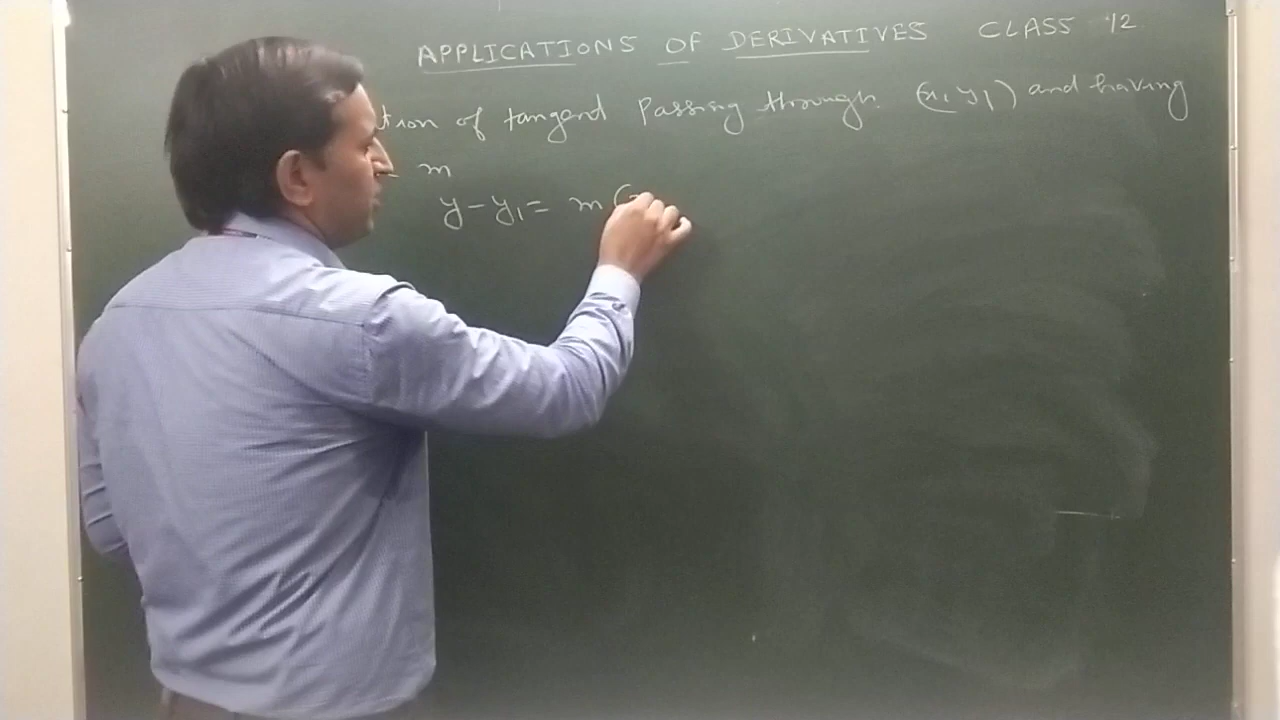 APPLICATIONS OF DERIVATIVES CLASS 12
tion of tangent Passing through (x₁ y₁) and having
m
y - y₁ = m (